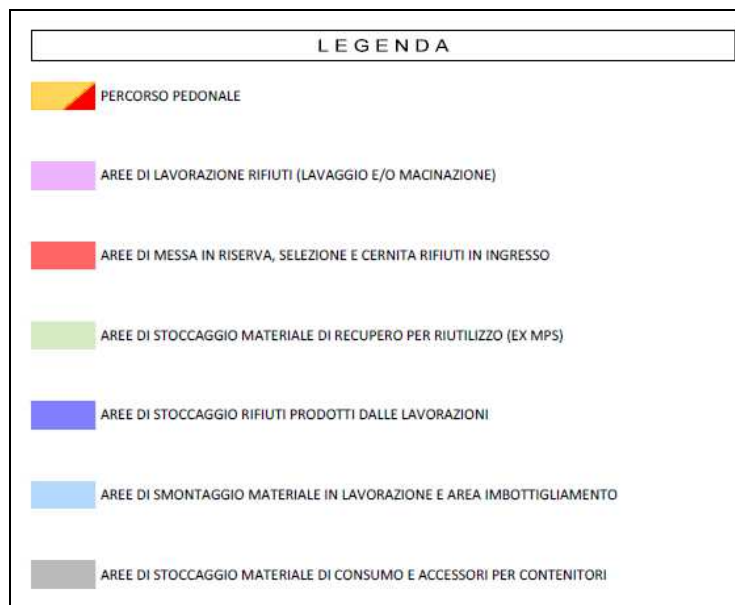 LEGENDA
PERCORSO PEDONALE
AREE DI LAVORAZIONE RIFIUTI (LAVAGGIO E/O MACINAZIONE)
AREE DI MESSA IN RISERVA, SELEZIONE E CERNITA RIFIUTI IN INGRESSO
AREE DI STOCCAGGIO MATERIALE DI RECUPERO PER RIUTILIZZO (EX MPS)
AREE DI STOCCAGGIO RIFIUTI PRODOTTI DALLE LAVORAZIONI
AREE DI SMONTAGGIO MATERIALE IN LAVORAZIONE E AREA IMBOTTIGLIAMENTO
AREE DI STOCCAGGIO MATERIALE DI CONSUMO E ACCESSORI PER CONTENITORI